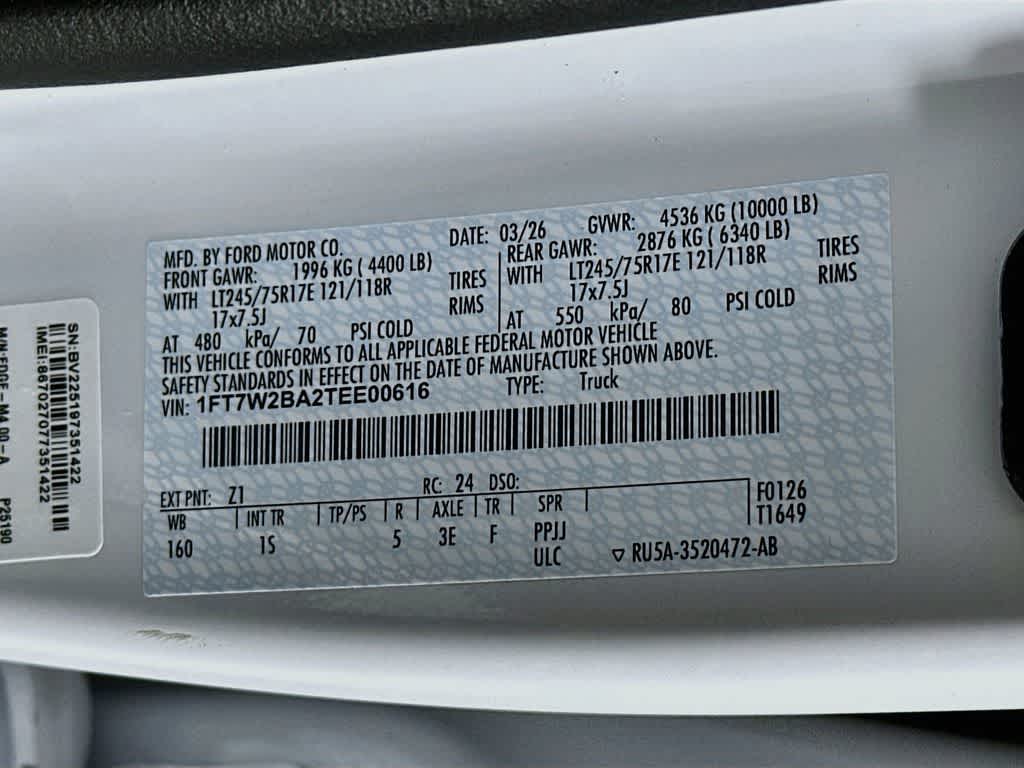 MFD. BY FORD MOTOR CO. DATE: 03/26 GVWR: 4536 KG (10000 LB)
FRONT GAWR: 1996 KG ( 4400 LB) REAR GAWR: 2876 KG ( 6340 LB)
WITH LT245/75R17E 121/118R TIRES WITH LT245/75R17E 121/118R TIRES
17x7.5J RIMS 17x7.5J RIMS
AT 480 kPa/ 70 PSI COLD AT 550 kPa/ 80 PSI COLD
THIS VEHICLE CONFORMS TO ALL APPLICABLE FEDERAL MOTOR VEHICLE
SAFETY STANDARDS IN EFFECT ON THE DATE OF MANUFACTURE SHOWN ABOVE.
VIN: 1FT7W2BA2TEE00616 TYPE: Truck
EXT PNT: Z1 RC: 24 DSO:
WB INT TR TP/PS R AXLE TR SPR F0126
160 1S 5 3E F PPJJ T1649
ULC ▽ RU5A-3520472-AB
SN:BV225197351422
IMEI:867027077351422
M/N:EDGE-M4.00-A P25190